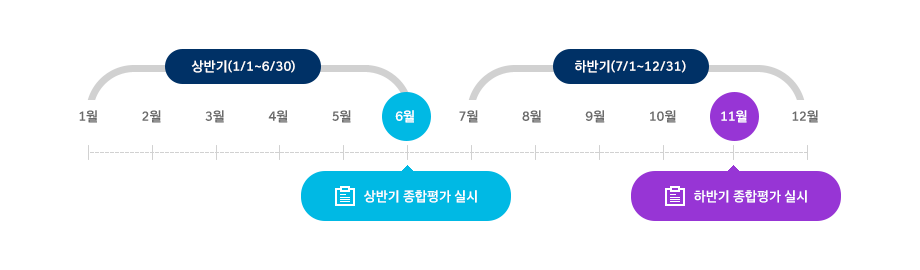 상반기(1/1~6/30)
하반기(7/1~12/31)
1월 2월 3월 4월 5월 6월 7월 8월 9월 10월 11월 12월
상반기 종합평가 실시
하반기 종합평가 실시